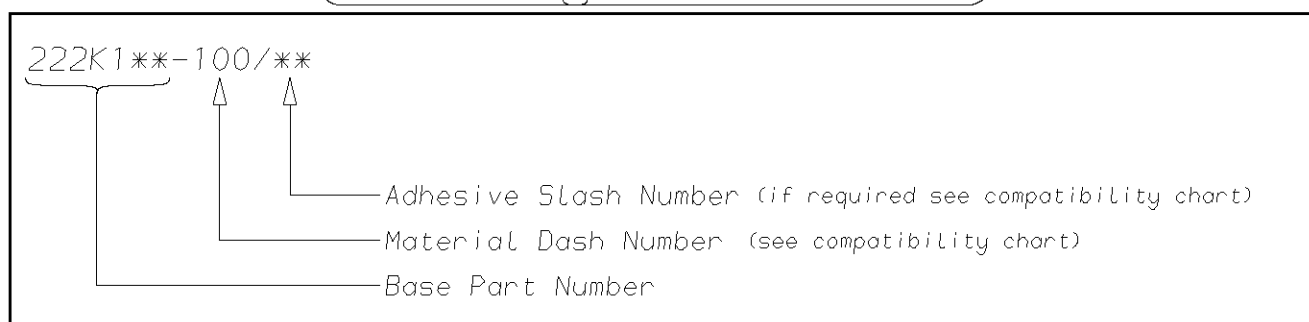 222K1**-100/**
Adhesive Slash Number (if required see compatibility chart)
Material Dash Number (see compatibility chart)
Base Part Number